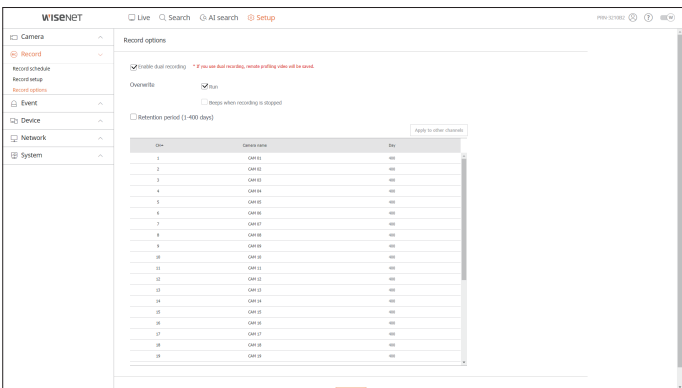 WISENET
Live Search AI search Setup
PRN-3210B2
Camera
Record
Record schedule
Record setup
Record options
Event
Device
Network
System
Record options
Enable dual recording * If you use dual recording, remote profiling video will be saved.
Overwrite Run
Beeps when recording is stopped
Retention period (1-400 days)
Apply to other channels
CH Camera name Day
1 CAM 01 400
2 CAM 02 400
3 CAM 03 400
4 CAM 04 400
5 CAM 05 400
6 CAM 06 400
7 CAM 07 400
8 CAM 08 400
9 CAM 09 400
10 CAM 10 400
11 CAM 11 400
12 CAM 12 400
13 CAM 13 400
14 CAM 14 400
15 CAM 15 400
16 CAM 16 400
17 CAM 17 400
18 CAM 18 400
19 CAM 19 400